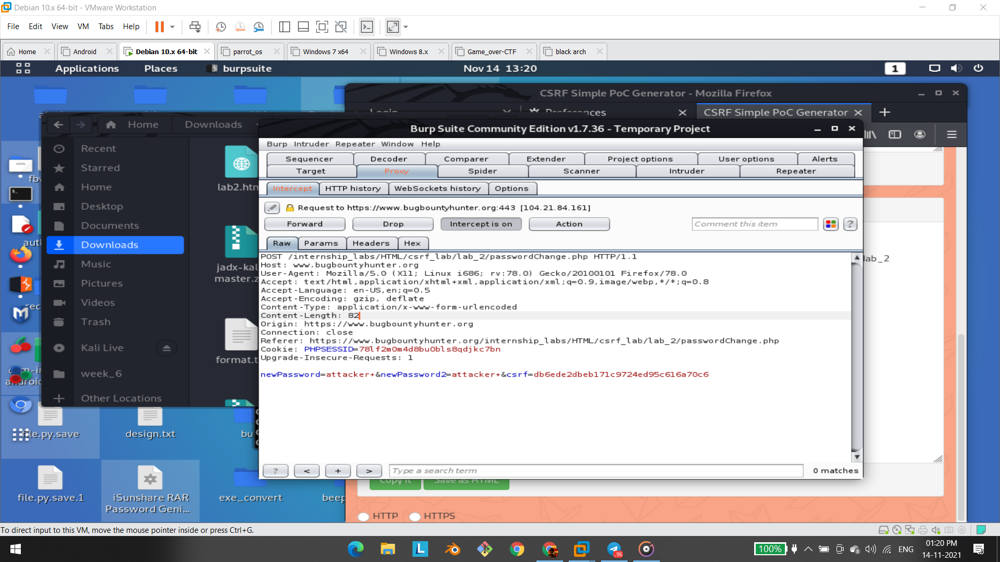 Debian 10.x 64-bit - VMware Workstation
File Edit View VM Tabs Help
Home Android Debian 10.x 64-bit parrot_os Windows 7 x64 Windows 8.x Game_over-CTF black arch
Applications Places burpsuite Nov 14 13:20 1
CSRF Simple PoC Generator - Mozilla Firefox
Preferences CSRF Simple PoC Generator
Home Downloads
Recent
Starred
Home
Desktop
Documents
Downloads
Music
Pictures
Videos
Trash
Kali Live
week_6
Other Locations
lab2.htn
jadx-kal
master.z
format.t
Burp Suite Community Edition v1.7.36 - Temporary Project
Burp Intruder Repeater Window Help
Sequencer Decoder Comparer Extender Project options User options Alerts
Target Proxy Spider Scanner Intruder Repeater
Intercept HTTP history WebSockets history Options
Request to https://www.bugbountyhunter.org:443 [104.21.84.161]
Forward Drop Intercept is on Action Comment this item ?
Raw Params Headers Hex
POST /internship_labs/HTML/csrf_lab/lab_2/passwordChange.php HTTP/1.1
Host: www.bugbountyhunter.org
User-Agent: Mozilla/5.0 (X11; Linux i686; rv:78.0) Gecko/20100101 Firefox/78.0
Accept: text/html,application/xhtml+xml,application/xml;q=0.9,image/webp,*/*;q=0.8
Accept-Language: en-US,en;q=0.5
Accept-Encoding: gzip, deflate
Content-Type: application/x-www-form-urlencoded
Content-Length: 82
Origin: https://www.bugbountyhunter.org
Connection: close
Referer: https://www.bugbountyhunter.org/internship_labs/HTML/csrf_lab/lab_2/passwordChange.php
Cookie: PHPSESSID=78lf2m0m4d8bu0bls8qdjkc7bn
Upgrade-Insecure-Requests: 1
newPassword=attacker+&newPassword2=attacker+&csrf=db6ede2dbeb171c9724ed95c616a70c6
? < + > Type a search term 0 matches
lab_2
Copy it Save as HTML
HTTP HTTPS
file.py.save design.txt bu
file.py.save.1 iSunshare RAR
Password Geni... exe_convert beep
To direct input to this VM, move the mouse pointer inside or press Ctrl+G.
100% ENG 01:20 PM
14-11-2021
..96